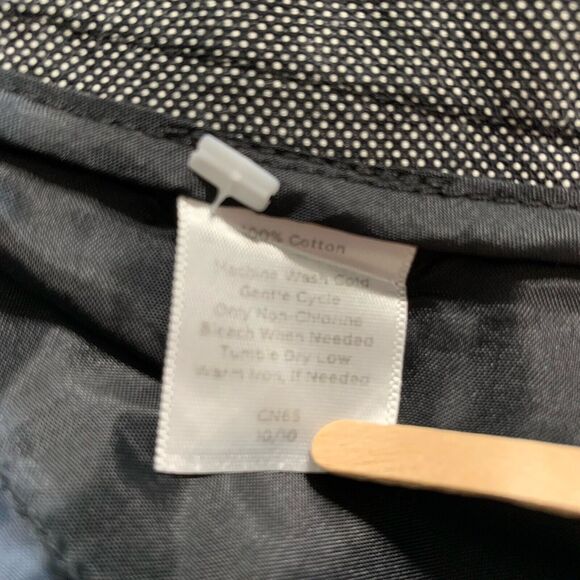 100% Cotton
Machine Wash Cold
Gentle Cycle
Only Non-Chlorine
Bleach When Needed
Tumble Dry Low
Warm Iron, If Needed
CN65
10/10